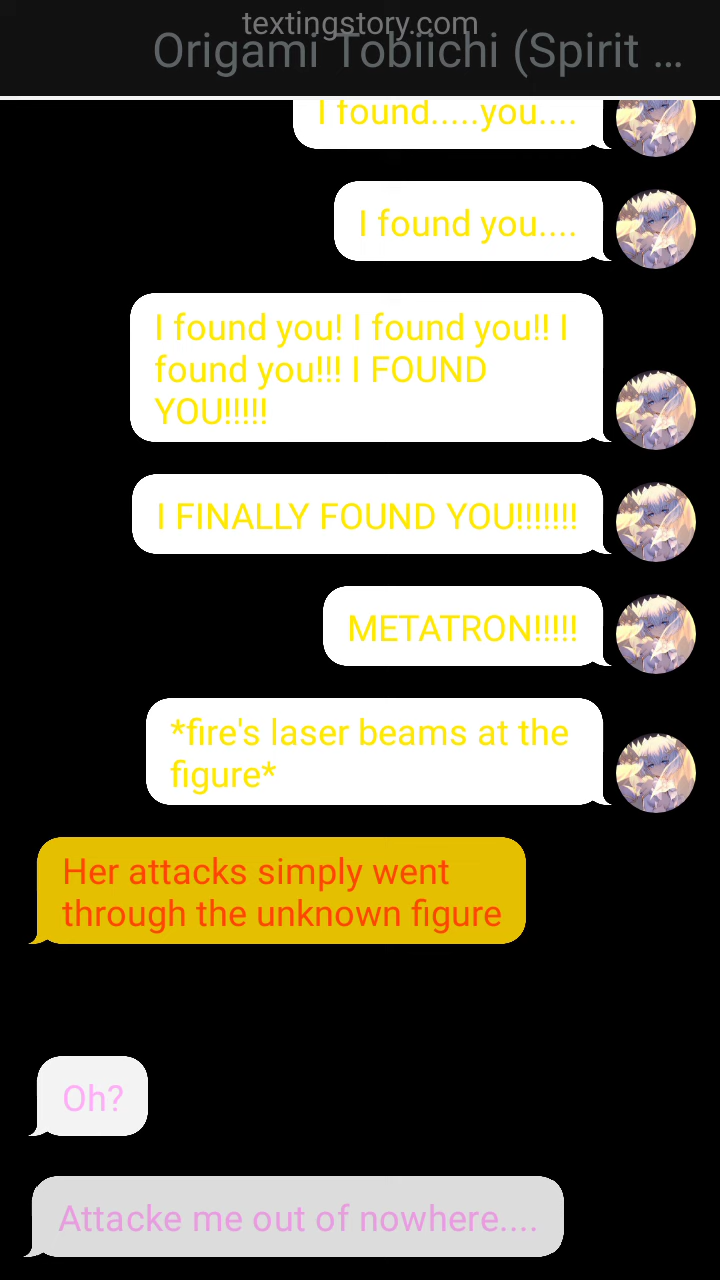 textingstory.com
Origami Tobiichi (Spirit ...
I found.....you....
I found you....
I found you! I found you!! I
found you!!! I FOUND
YOU!!!!!
I FINALLY FOUND YOU!!!!!!!
METATRON!!!!!
*fire's laser beams at the
figure*
Her attacks simply went
through the unknown figure
Oh?
Attacke me out of nowhere....